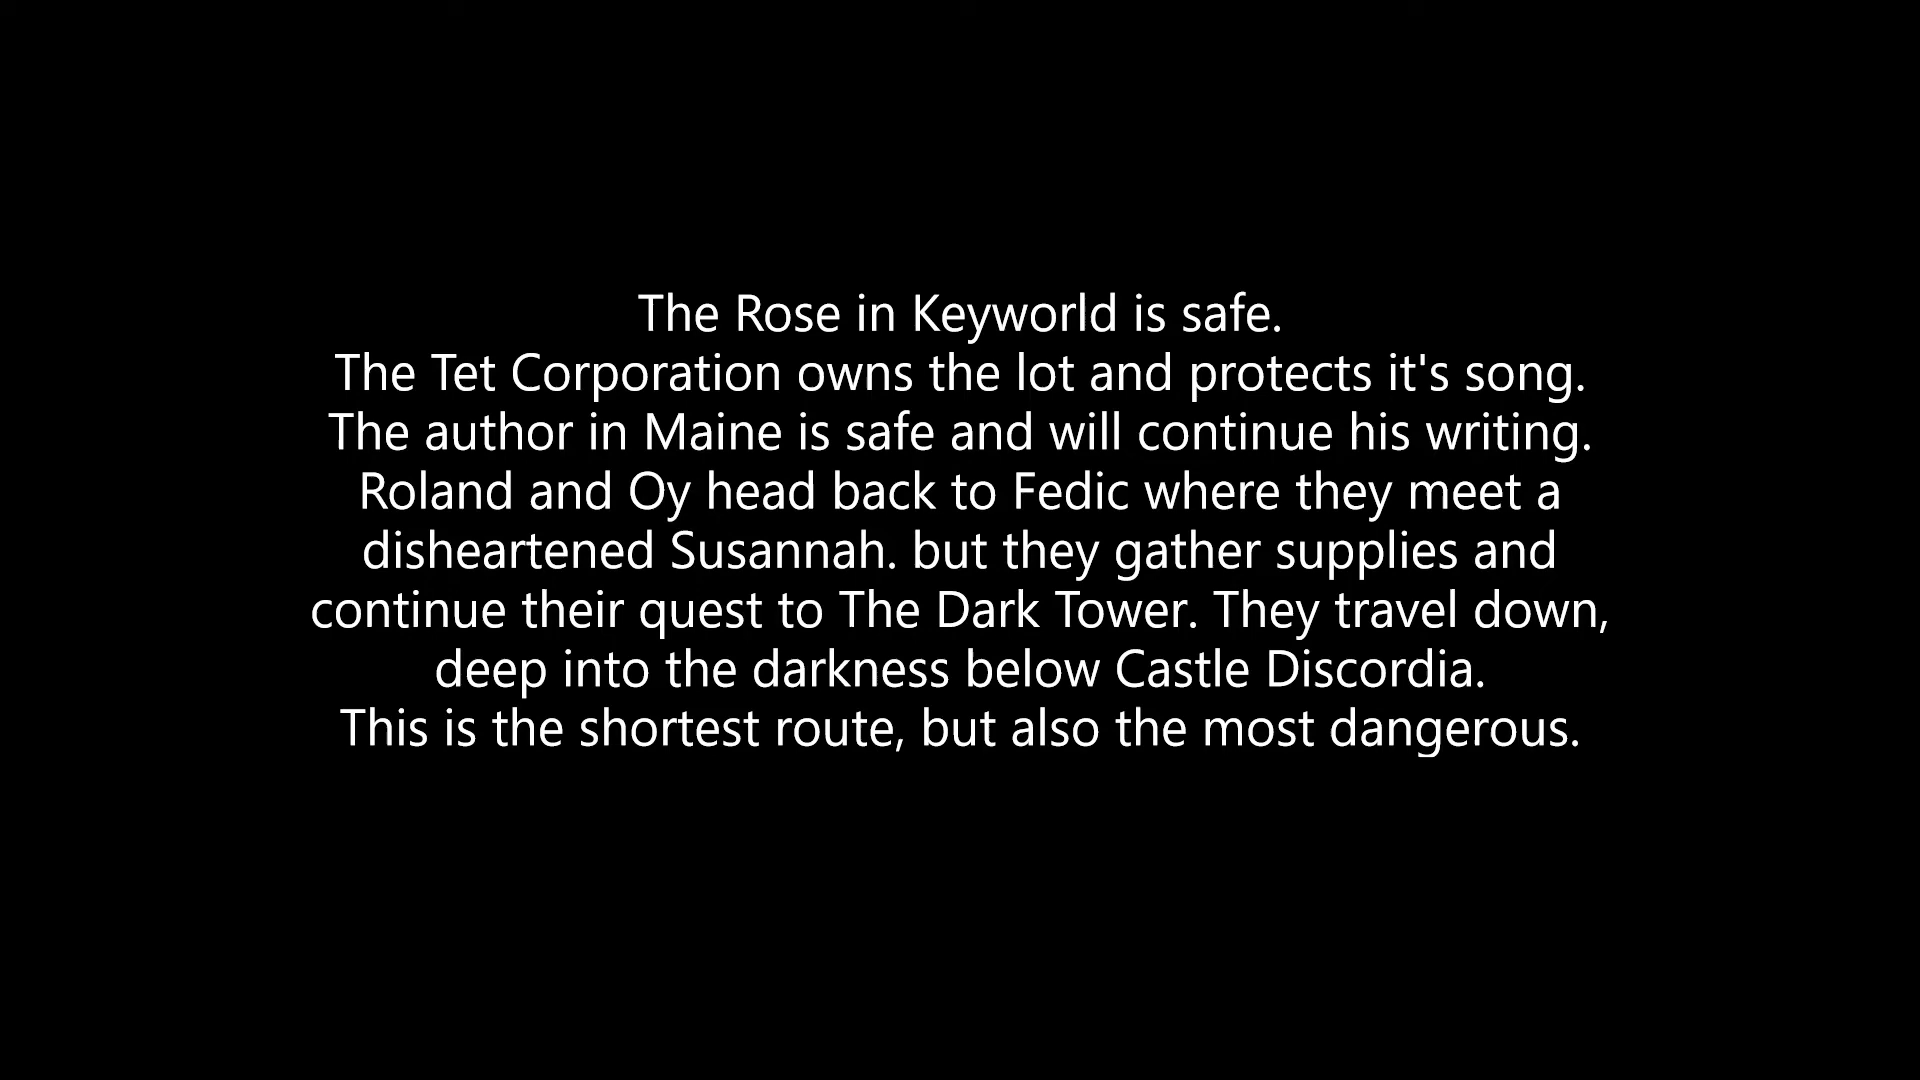 The Rose in Keyworld is safe.
The Tet Corporation owns the lot and protects it's song.
The author in Maine is safe and will continue his writing.
Roland and Oy head back to Fedic where they meet a
disheartened Susannah. but they gather supplies and
continue their quest to The Dark Tower. They travel down,
deep into the darkness below Castle Discordia.
This is the shortest route, but also the most dangerous.